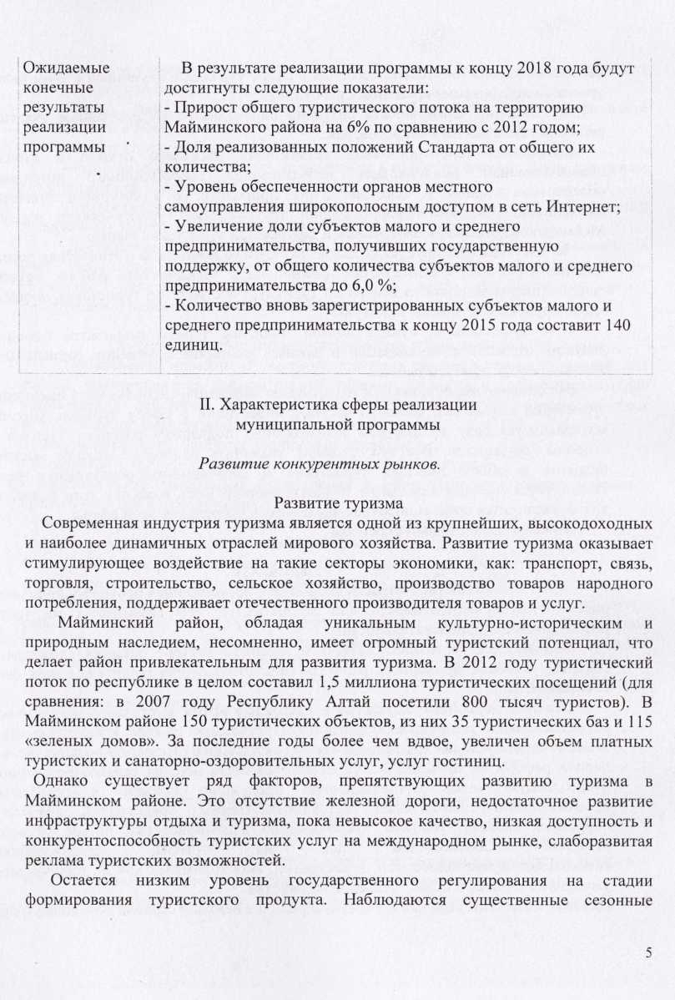 Ожидаемые
конечные
результаты
реализации
программы
В результате реализации программы к концу 2018 года будут
достигнуты следующие показатели:
- Прирост общего туристического потока на территорию
Майминского района на 6% по сравнению с 2012 годом;
- Доля реализованных положений Стандарта от общего их
количества;
- Уровень обеспеченности органов местного
самоуправления широкополосным доступом в сеть Интернет;
- Увеличение доли субъектов малого и среднего
предпринимательства, получивших государственную
поддержку, от общего количества субъектов малого и среднего
предпринимательства до 6,0 %;
- Количество вновь зарегистрированных субъектов малого и
среднего предпринимательства к концу 2015 года составит 140
единиц.
II. Характеристика сферы реализации
муниципальной программы
Развитие конкурентных рынков.
Развитие туризма
Современная индустрия туризма является одной из крупнейших, высокодоходных
и наиболее динамичных отраслей мирового хозяйства. Развитие туризма оказывает
стимулирующее воздействие на такие секторы экономики, как: транспорт, связь,
торговля, строительство, сельское хозяйство, производство товаров народного
потребления, поддерживает отечественного производителя товаров и услуг.
Майминский район, обладая уникальным культурно-историческим и
природным наследием, несомненно, имеет огромный туристский потенциал, что
делает район привлекательным для развития туризма. В 2012 году туристический
поток по республике в целом составил 1,5 миллиона туристических посещений (для
сравнения: в 2007 году Республику Алтай посетили 800 тысяч туристов). В
Майминском районе 150 туристических объектов, из них 35 туристических баз и 115
«зеленых домов». За последние годы более чем вдвое, увеличен объем платных
туристских и санаторно-оздоровительных услуг, услуг гостиниц.
Однако существует ряд факторов, препятствующих развитию туризма в
Майминском районе. Это отсутствие железной дороги, недостаточное развитие
инфраструктуры отдыха и туризма, пока невысокое качество, низкая доступность и
конкурентоспособность туристских услуг на международном рынке, слаборазвитая
реклама туристских возможностей.
Остается низким уровень государственного регулирования на стадии
формирования туристского продукта. Наблюдаются существенные сезонные
5